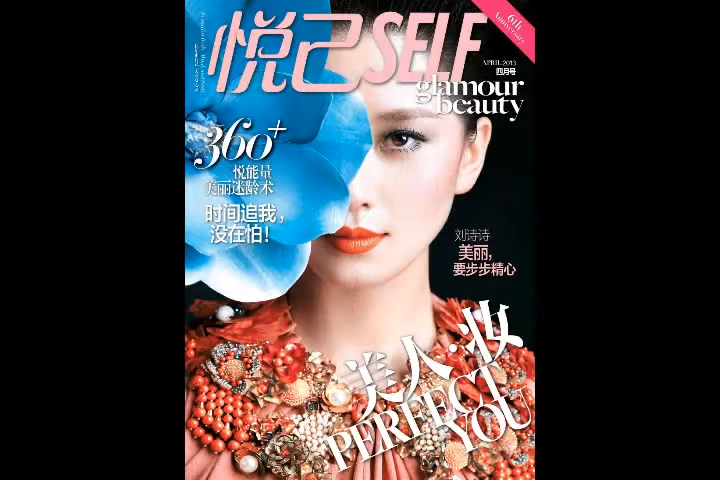 悦己SELF
6th
Anniversary
APRIL 2013
四月号
glamour
beauty
360+
悦能量
美丽迷龄术
时间追我，
没在怕！
刘诗诗
美丽，
要步步精心
美人·妆
PERFECT
YOU